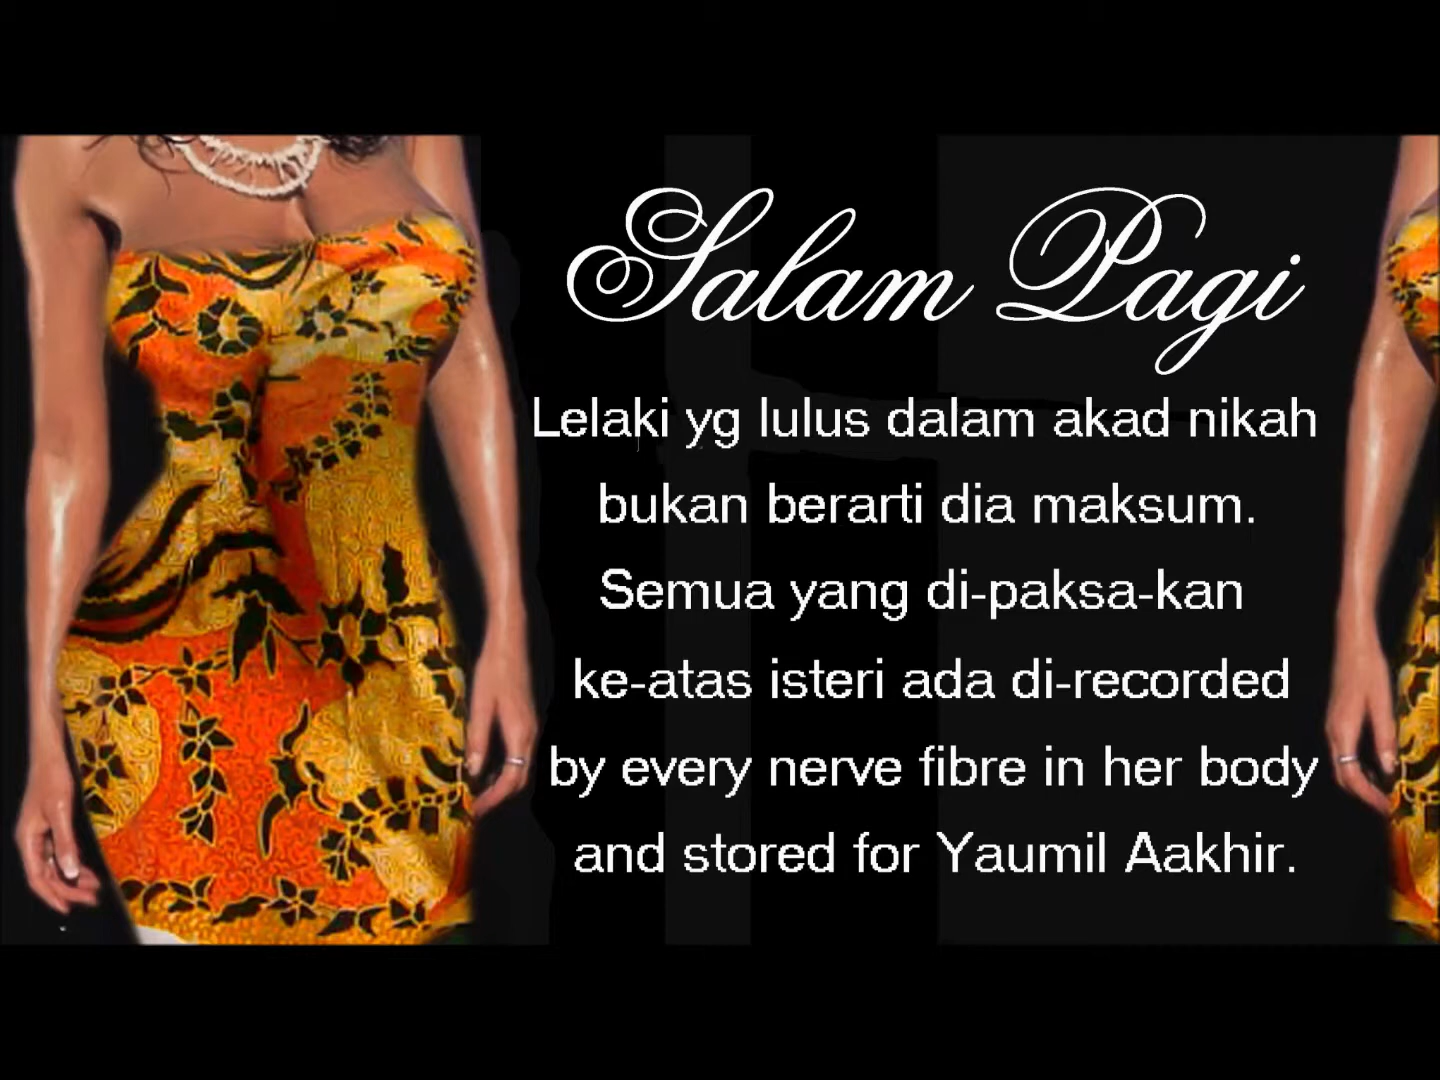 Salam Pagi
Lelaki yg lulus dalam akad nikah
bukan berarti dia maksum.
Semua yang di-paksa-kan
ke-atas isteri ada di-recorded
by every nerve fibre in her body
and stored for Yaumil Aakhir.